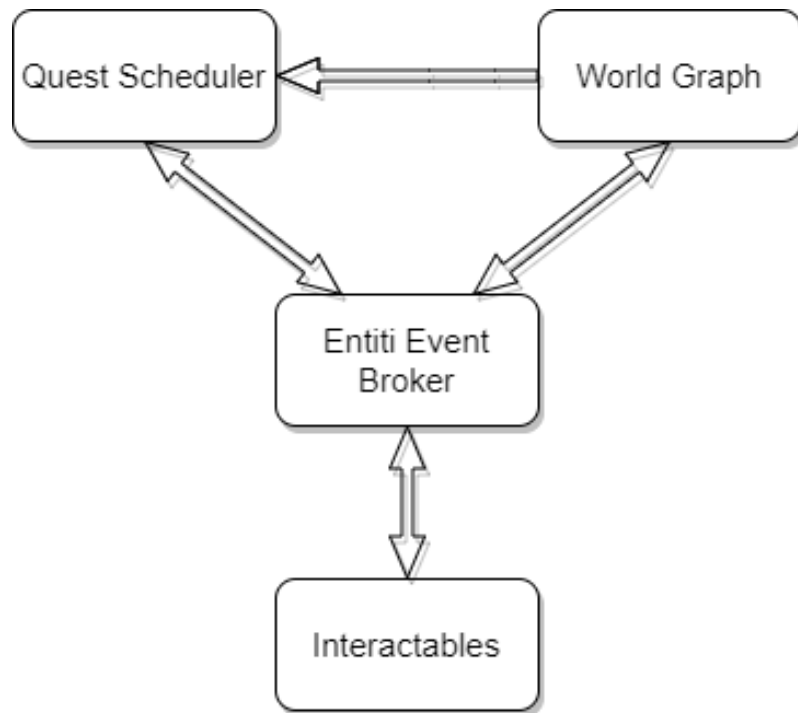 Quest Scheduler
World Graph
Entiti Event
Broker
Interactables